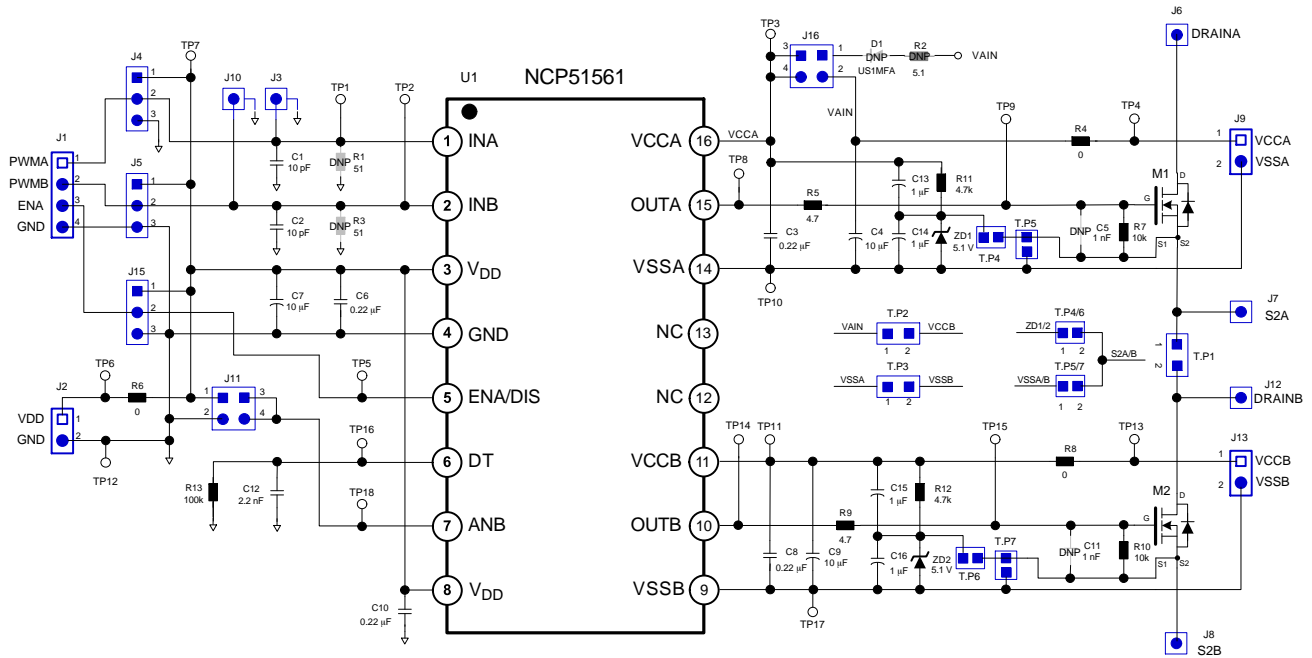 J6
DRAINA
TP3
J16
3
1
4
2
D1
DNP
US1MFA
R2
DNP
5.1
VAIN
VAIN
TP7
J4
1
2
3
J10
J3
TP1
TP2
U1
NCP51561
TP9
TP4
R4
0
J9
1
2
VCCA
VSSA
J1
PWMA
PWMB
ENA
GND
1
2
3
4
J5
1
2
3
C1
10 pF
DNP
R1
51
C2
10 pF
DNP
R3
51
1
INA
2
INB
3
VDD
4
GND
5
ENA/DIS
6
DT
7
ANB
8
VDD
VCCA
16
OUTA
15
VSSA
14
NC
13
NC
12
VCCB
11
OUTB
10
VSSB
9
VCCA
TP8
R5
4.7
C13
1 µF
R11
4.7k
C3
0.22 µF
C4
10 µF
C14
1 µF
ZD1
5.1 V
T.P4
T.P5
DNP
C5
1 nF
R7
10k
M1
D
G
S1
S2
TP10
J15
1
2
3
C7
10 µF
C6
0.22 µF
T.P2
VAIN
VCCB
1
2
T.P3
VSSA
VSSB
1
2
T.P4/6
ZD1/2
1
2
S2A/B
T.P5/7
VSSA/B
1
2
J7
S2A
1
2
T.P1
J12
DRAINB
TP6
J2
VDD
GND
1
2
R6
0
J11
1
3
2
4
TP5
TP12
TP16
R13
100k
C12
2.2 nF
TP18
C10
0.22 µF
TP14
TP11
TP15
TP13
R8
0
J13
1
2
VCCB
VSSB
C15
1 µF
R12
4.7k
R9
4.7
C8
0.22 µF
C9
10 µF
C16
1 µF
ZD2
5.1 V
T.P6
T.P7
DNP
C11
1 nF
R10
10k
M2
D
G
S1
S2
TP17
J8
S2B